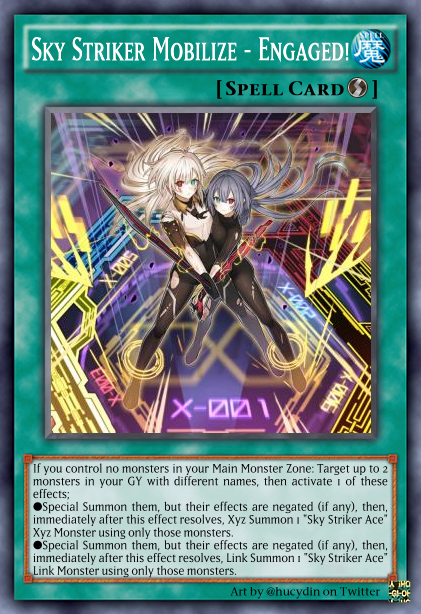 Sky Striker Mobilize - Engaged!
SPELL
魔
[Spell Card]
X-005
X-002
X-003
X-006
X-001
If you control no monsters in your Main Monster Zone: Target up to 2
monsters in your GY with different names, then activate 1 of these
effects;
●Special Summon them, but their effects are negated (if any), then,
immediately after this effect resolves, Xyz Summon 1 "Sky Striker Ace"
Xyz Monster using only those monsters.
●Special Summon them, but their effects are negated (if any), then,
immediately after this effect resolves, Link Summon 1 "Sky Striker Ace"
Link Monster using only those monsters.
Art by @hucydin on Twitter